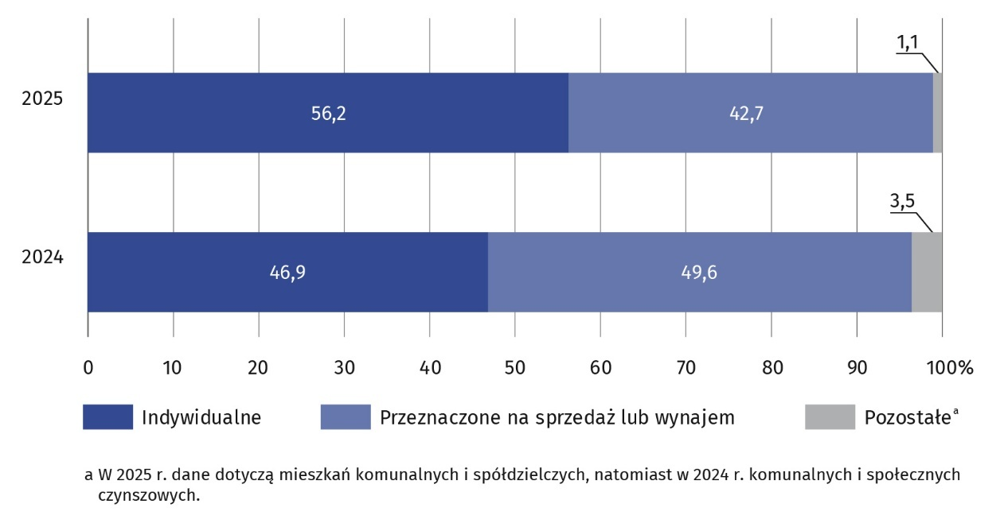 1,1
2025
56,2
42,7
3,5
2024
46,9
49,6
0 10 20 30 40 50 60 70 80 90 100%
Indywidualne Przeznaczone na sprzedaż lub wynajem Pozostałeᵃ
a W 2025 r. dane dotyczą mieszkań komunalnych i spółdzielczych, natomiast w 2024 r. komunalnych i społecznych
czynszowych.